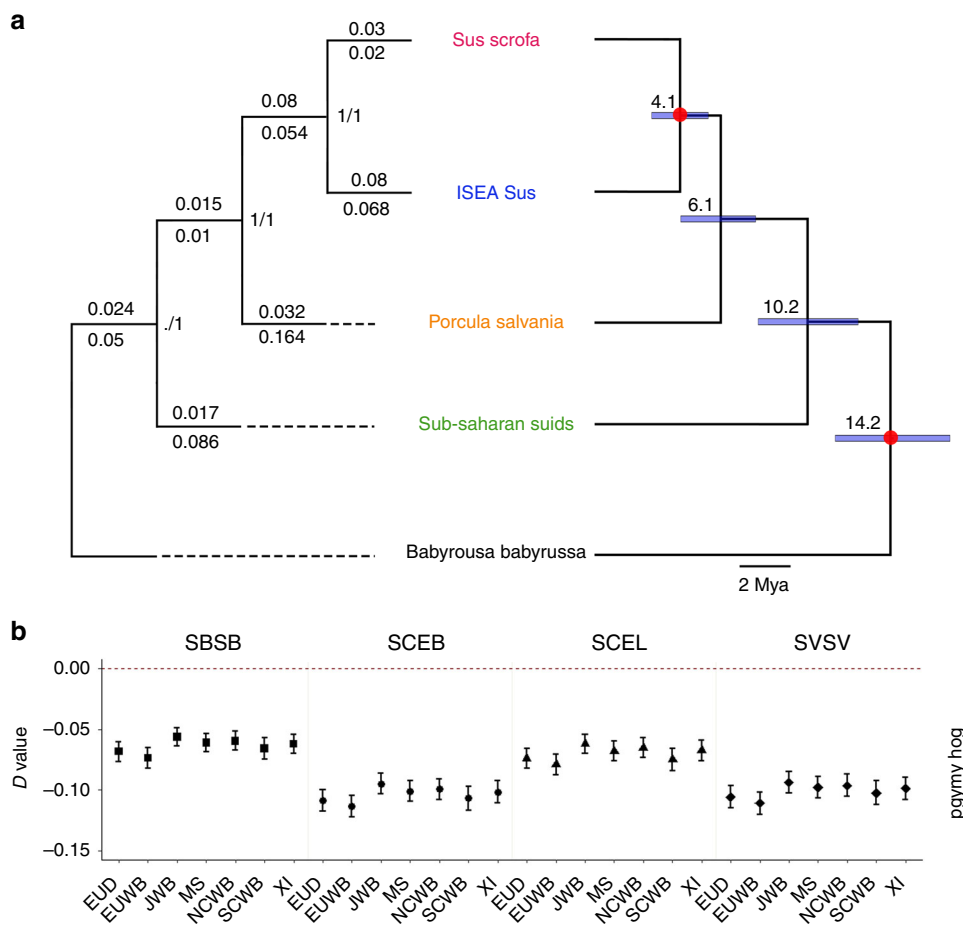 a
0.03
Sus scrofa
0.02
0.08
4.1
1/1
0.054
0.08
ISEA Sus
0.068
0.015
6.1
1/1
0.01
0.024
0.032
Porcula salvania
10.2
./1
0.05
0.164
0.017
Sub-saharan suids
14.2
0.086
Babyrousa babyrussa
2 Mya
b
SBSB SCEB SCEL SVSV
0.00
–0.05
–0.10
–0.15
D value
pgymy hog
EUD EUWB JWB MS NCWB SCWB XI EUD EUWB JWB MS NCWB SCWB XI EUD EUWB JWB MS NCWB SCWB XI EUD EUWB JWB MS NCWB SCWB XI